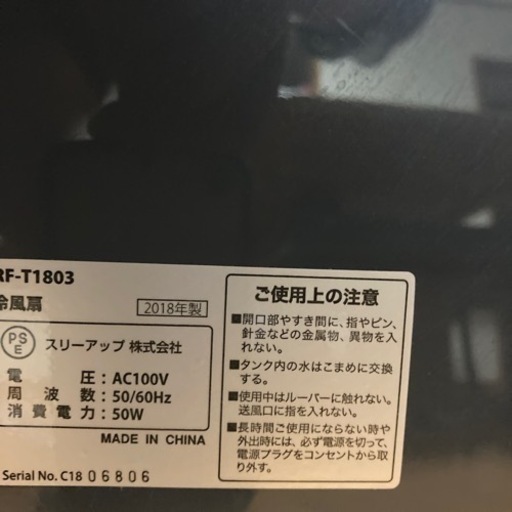 RF-T1803
冷風扇
2018年製
PS
E
スリーアップ 株式会社
電 圧:AC100V
周 波 数:50/60Hz
消 費 電 力:50W
MADE IN CHINA
Serial No. C18 06806
ご使用上の注意
■開口部やすき間に、指やピン、
針金などの金属物、異物を入
れない。
■タンク内の水はこまめに交換
する。
■使用中はルーバーに触れない。
送風口に指を入れない。
■長時間ご使用にならない時や
外出時には、必ず電源を切って、
電源プラグをコンセントから取
り外す。